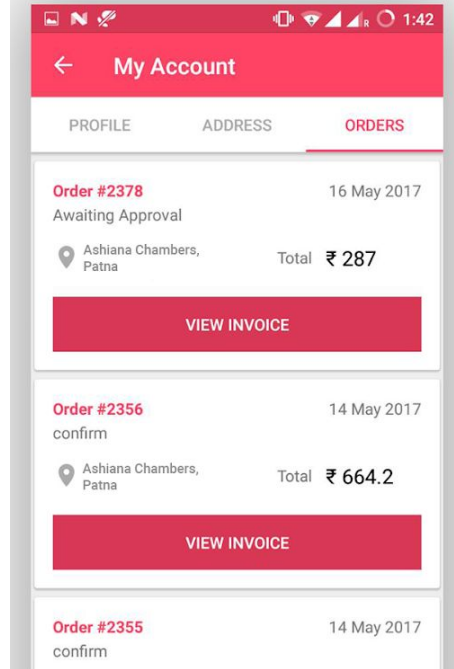 1:42
My Account
PROFILE ADDRESS ORDERS
Order #2378 16 May 2017
Awaiting Approval
Ashiana Chambers,
Patna
Total ₹ 287
VIEW INVOICE
Order #2356 14 May 2017
confirm
Ashiana Chambers,
Patna
Total ₹ 664.2
VIEW INVOICE
Order #2355 14 May 2017
confirm